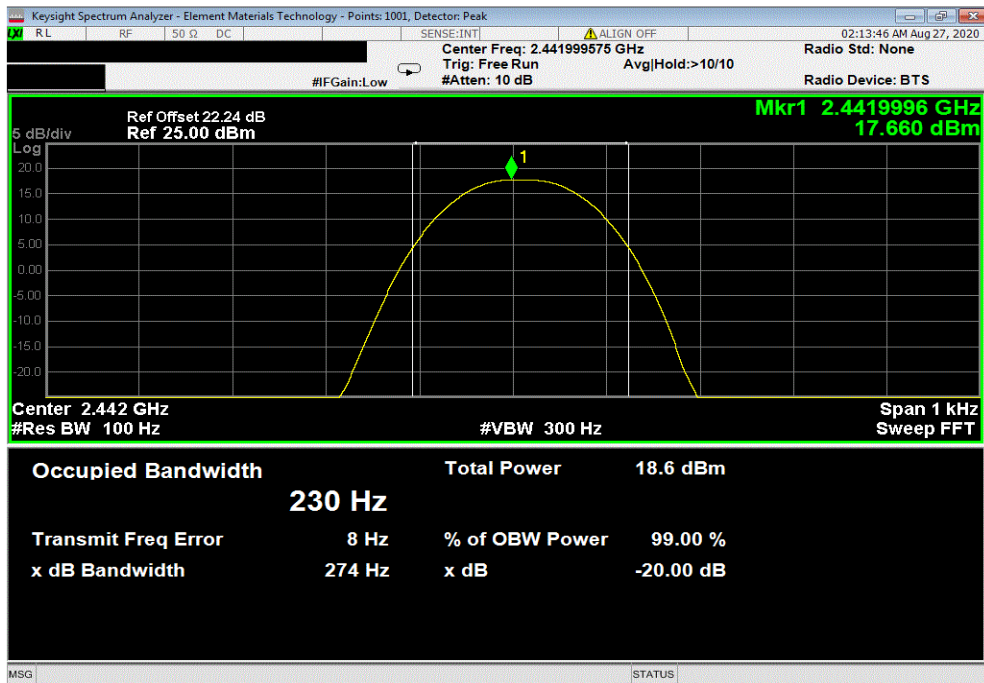 Keysight Spectrum Analyzer - Element Materials Technology - Points: 1001, Detector: Peak
LXI RL RF 50 Ω DC SENSE:INT ALIGN OFF 02:13:46 AM Aug 27, 2020
Center Freq: 2.441999575 GHz Radio Std: None
Trig: Free Run Avg|Hold:>10/10
#IFGain:Low #Atten: 10 dB Radio Device: BTS
Mkr1 2.4419996 GHz
17.660 dBm
Ref Offset 22.24 dB
5 dB/div Ref 25.00 dBm
Log
1
20.0
15.0
10.0
5.00
0.00
-5.00
-10.0
-15.0
-20.0
Center 2.442 GHz Span 1 kHz
#Res BW 100 Hz #VBW 300 Hz Sweep FFT
Occupied Bandwidth Total Power 18.6 dBm
230 Hz
Transmit Freq Error 8 Hz % of OBW Power 99.00 %
x dB Bandwidth 274 Hz x dB -20.00 dB
MSG STATUS